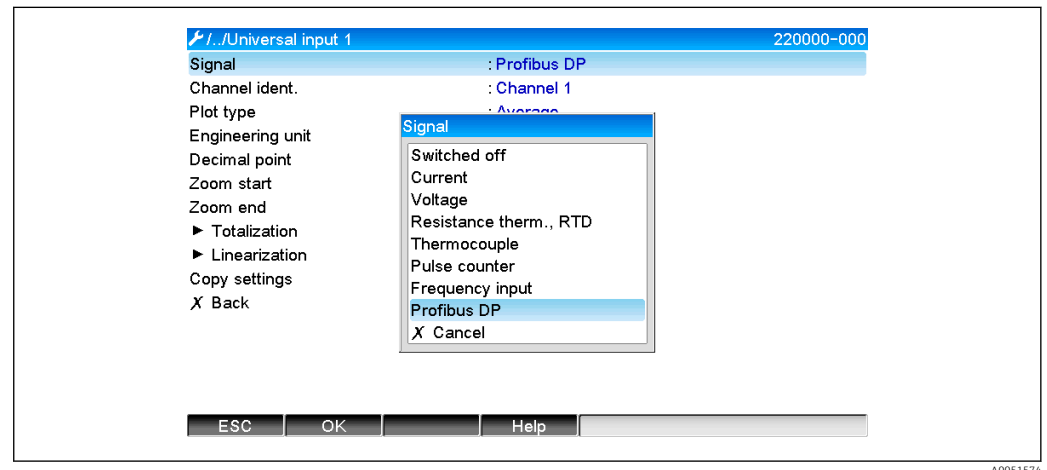 /../Universal input 1 220000-000
Signal : Profibus DP
Channel ident. : Channel 1
Plot type : Average
Engineering unit
Decimal point
Zoom start
Zoom end
► Totalization
► Linearization
Copy settings
X Back
Signal
Switched off
Current
Voltage
Resistance therm., RTD
Thermocouple
Pulse counter
Frequency input
Profibus DP
X Cancel
ESC OK Help
A0051574